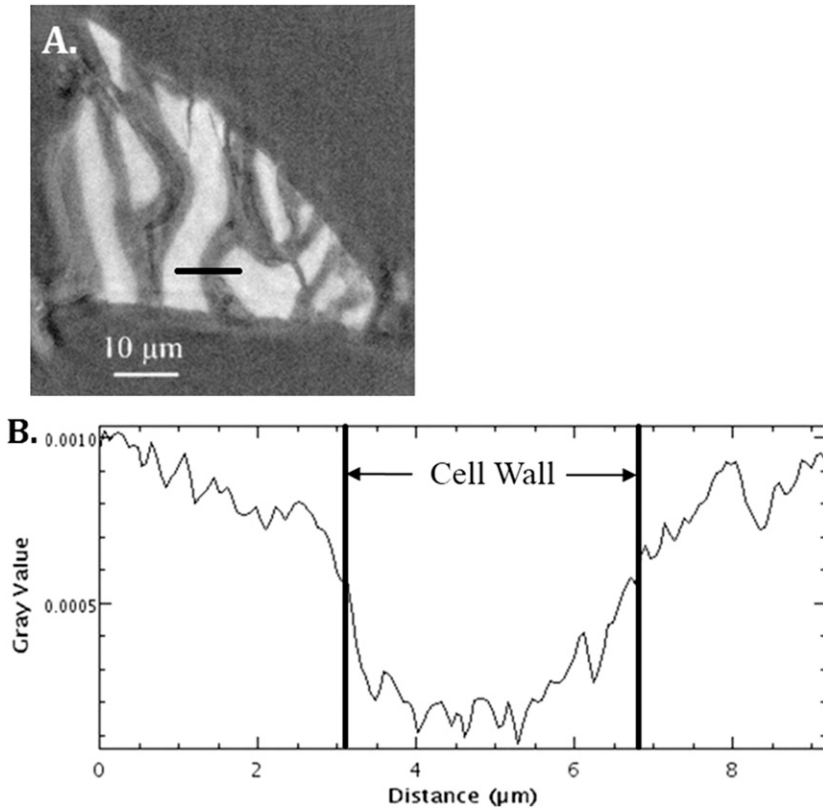 A.
10 μm
B.
0.0010
Cell Wall
Gray Value
0.0005
0 2 4 6 8
Distance (μm)